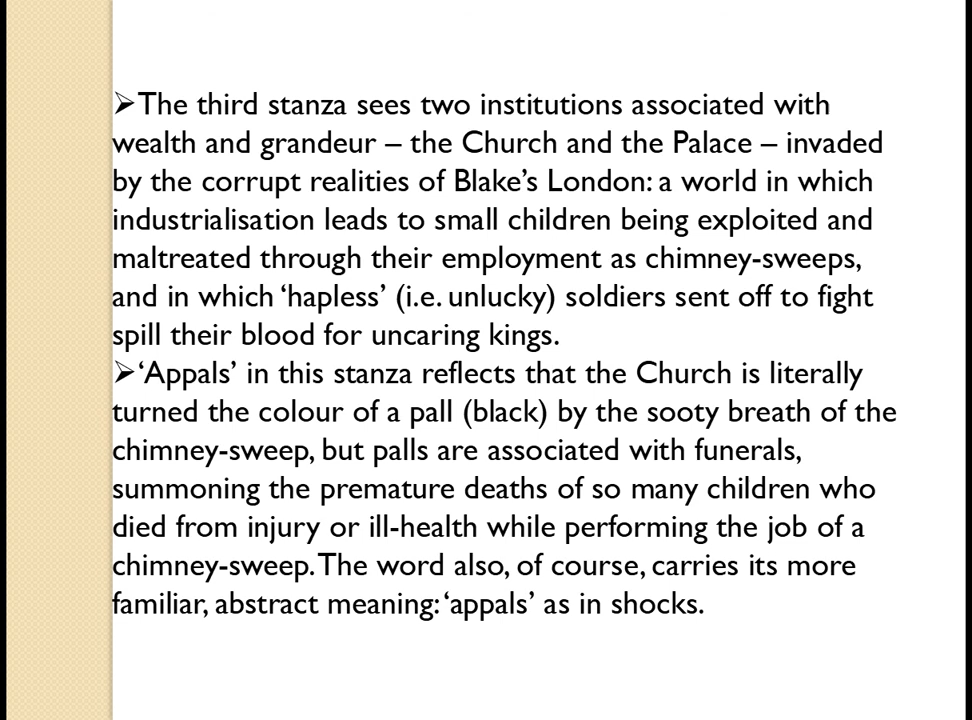 ➢The third stanza sees two institutions associated with
wealth and grandeur – the Church and the Palace – invaded
by the corrupt realities of Blake’s London: a world in which
industrialisation leads to small children being exploited and
maltreated through their employment as chimney-sweeps,
and in which ‘hapless’ (i.e. unlucky) soldiers sent off to fight
spill their blood for uncaring kings.
➢‘Appals’ in this stanza reflects that the Church is literally
turned the colour of a pall (black) by the sooty breath of the
chimney-sweep, but palls are associated with funerals,
summoning the premature deaths of so many children who
died from injury or ill-health while performing the job of a
chimney-sweep. The word also, of course, carries its more
familiar, abstract meaning: ‘appals’ as in shocks.